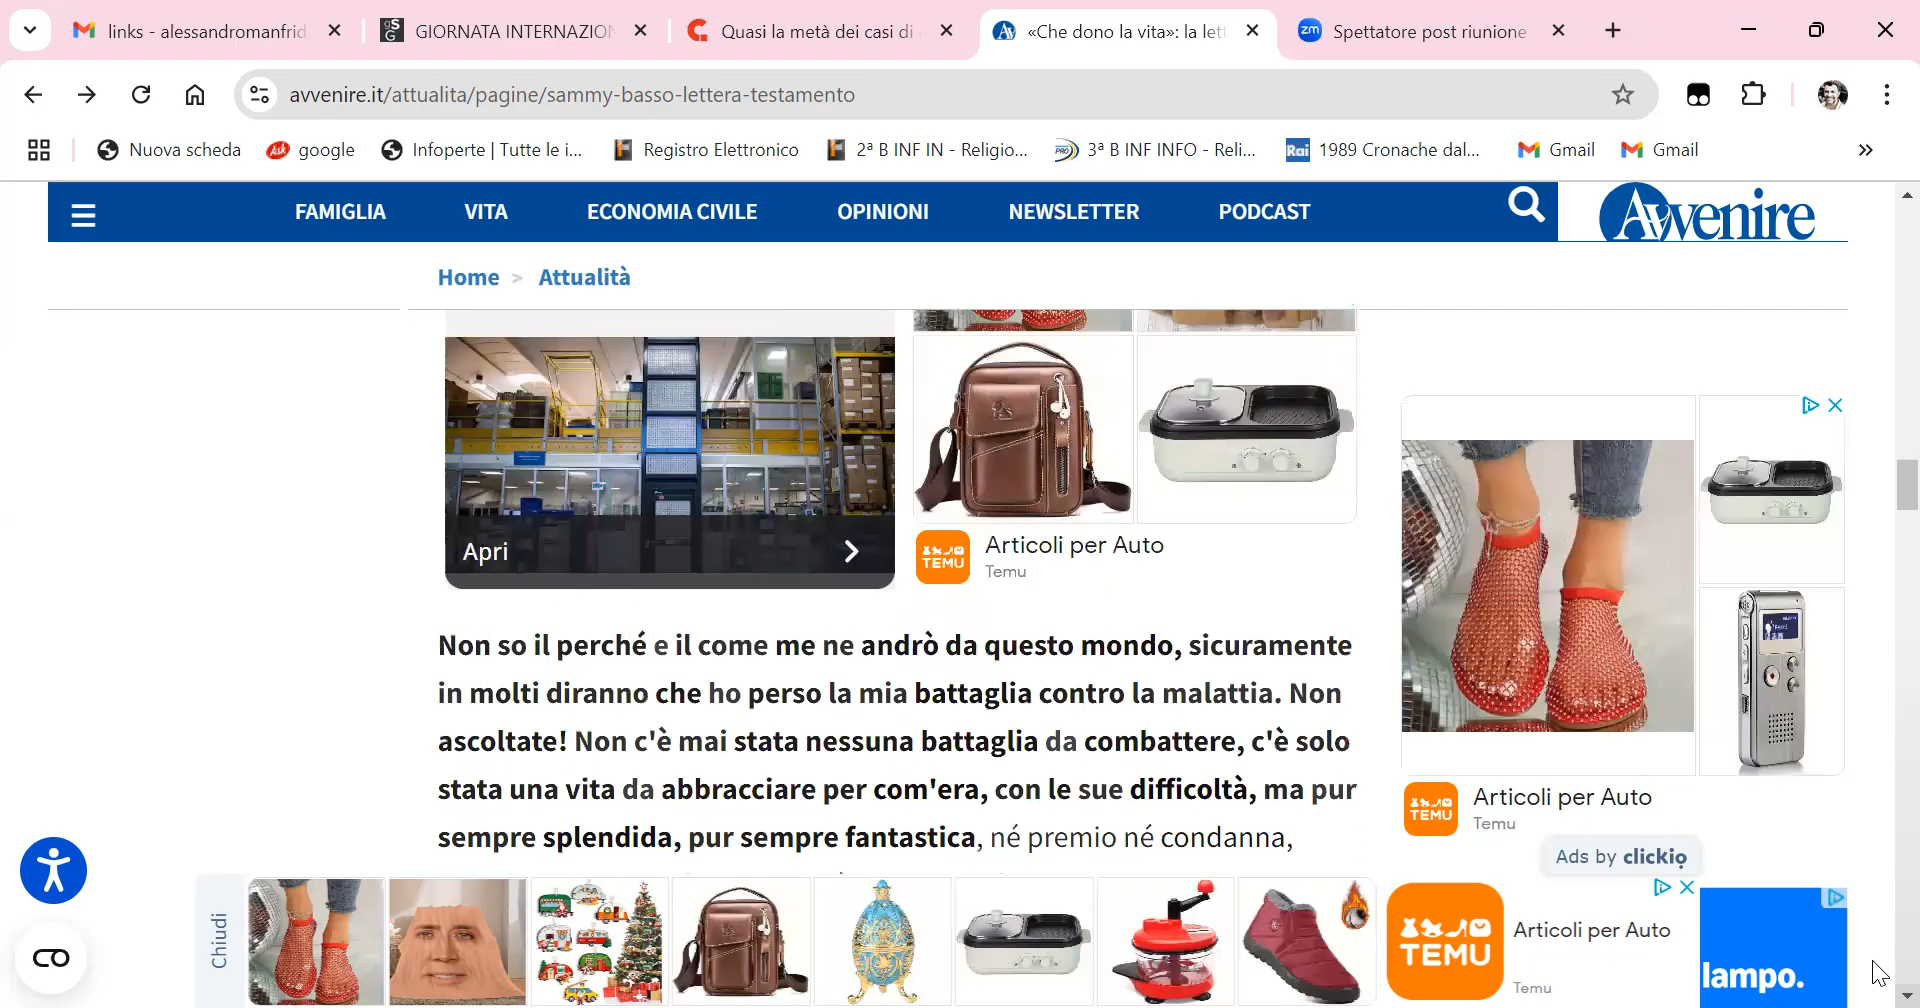 links - alessandromanfrid
GIORNATA INTERNAZION
Quasi la metà dei casi di
«Che dono la vita»: la lett
zm
Spettatore post riunione
avvenire.it/attualita/pagine/sammy-basso-lettera-testamento
Nuova scheda
Ask
google
Infoperte | Tutte le i...
Registro Elettronico
2ª B INF IN - Religio...
PRO
3ª B INF INFO - Reli...
Rai
1989 Cronache dal...
Gmail
Gmail
»
FAMIGLIA
VITA
ECONOMIA CIVILE
OPINIONI
NEWSLETTER
PODCAST
Avvenire
Home > Attualità
Apri
TEMU
Articoli per Auto
Temu
Non so il perché e il come me ne andrò da questo mondo, sicuramente
in molti diranno che ho perso la mia battaglia contro la malattia. Non
ascoltate! Non c'è mai stata nessuna battaglia da combattere, c'è solo
stata una vita da abbracciare per com'era, con le sue difficoltà, ma pur
sempre splendida, pur sempre fantastica, né premio né condanna,
TEMU
Articoli per Auto
Temu
Ads by clickio
Chiudi
TEMU
Articoli per Auto
Temu
lampo.